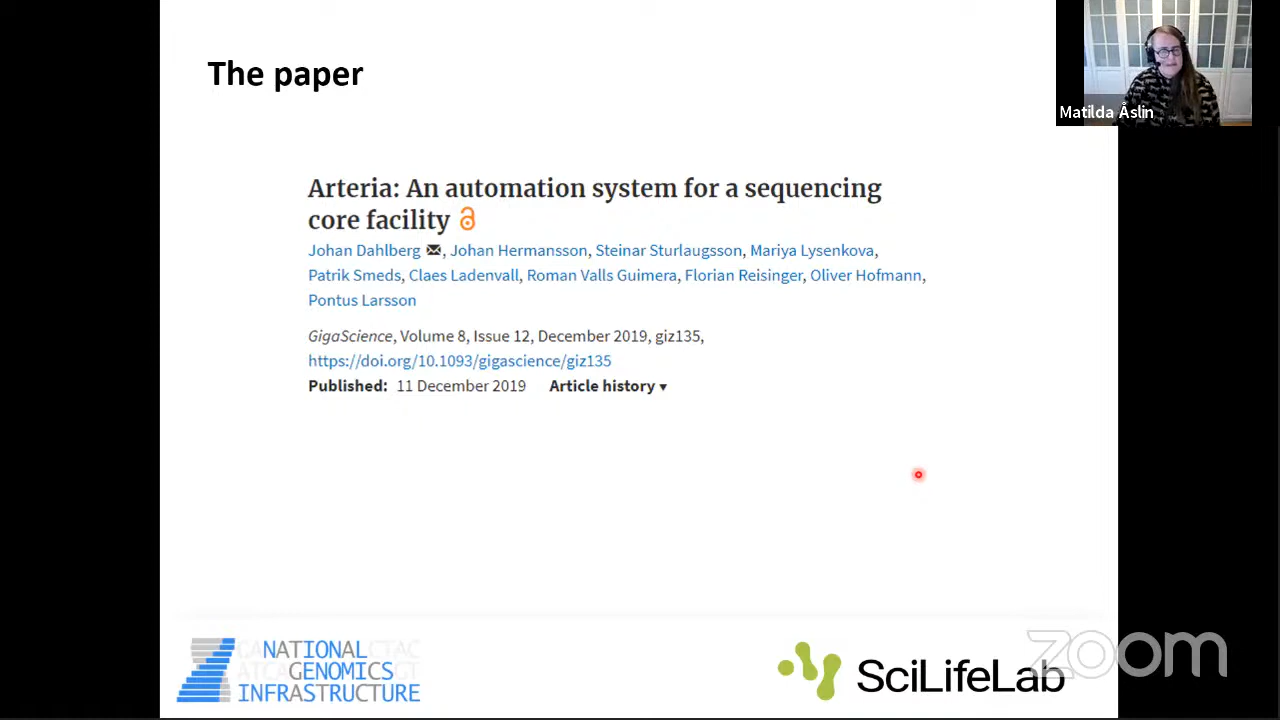 The paper
Matilda Åslin
Arteria: An automation system for a sequencing
core facility
Johan Dahlberg, Johan Hermansson, Steinar Sturlaugsson, Mariya Lysenkova,
Patrik Smeds, Claes Ladenvall, Roman Valls Guimera, Florian Reisinger, Oliver Hofmann,
Pontus Larsson
GigaScience, Volume 8, Issue 12, December 2019, giz135,
https://doi.org/10.1093/gigascience/giz135
Published: 11 December 2019 Article history ▾
CANATIONALCTAC
ATCAGENOMICSGT
INFRASTRUCTURE
SciLifeLab
zoom